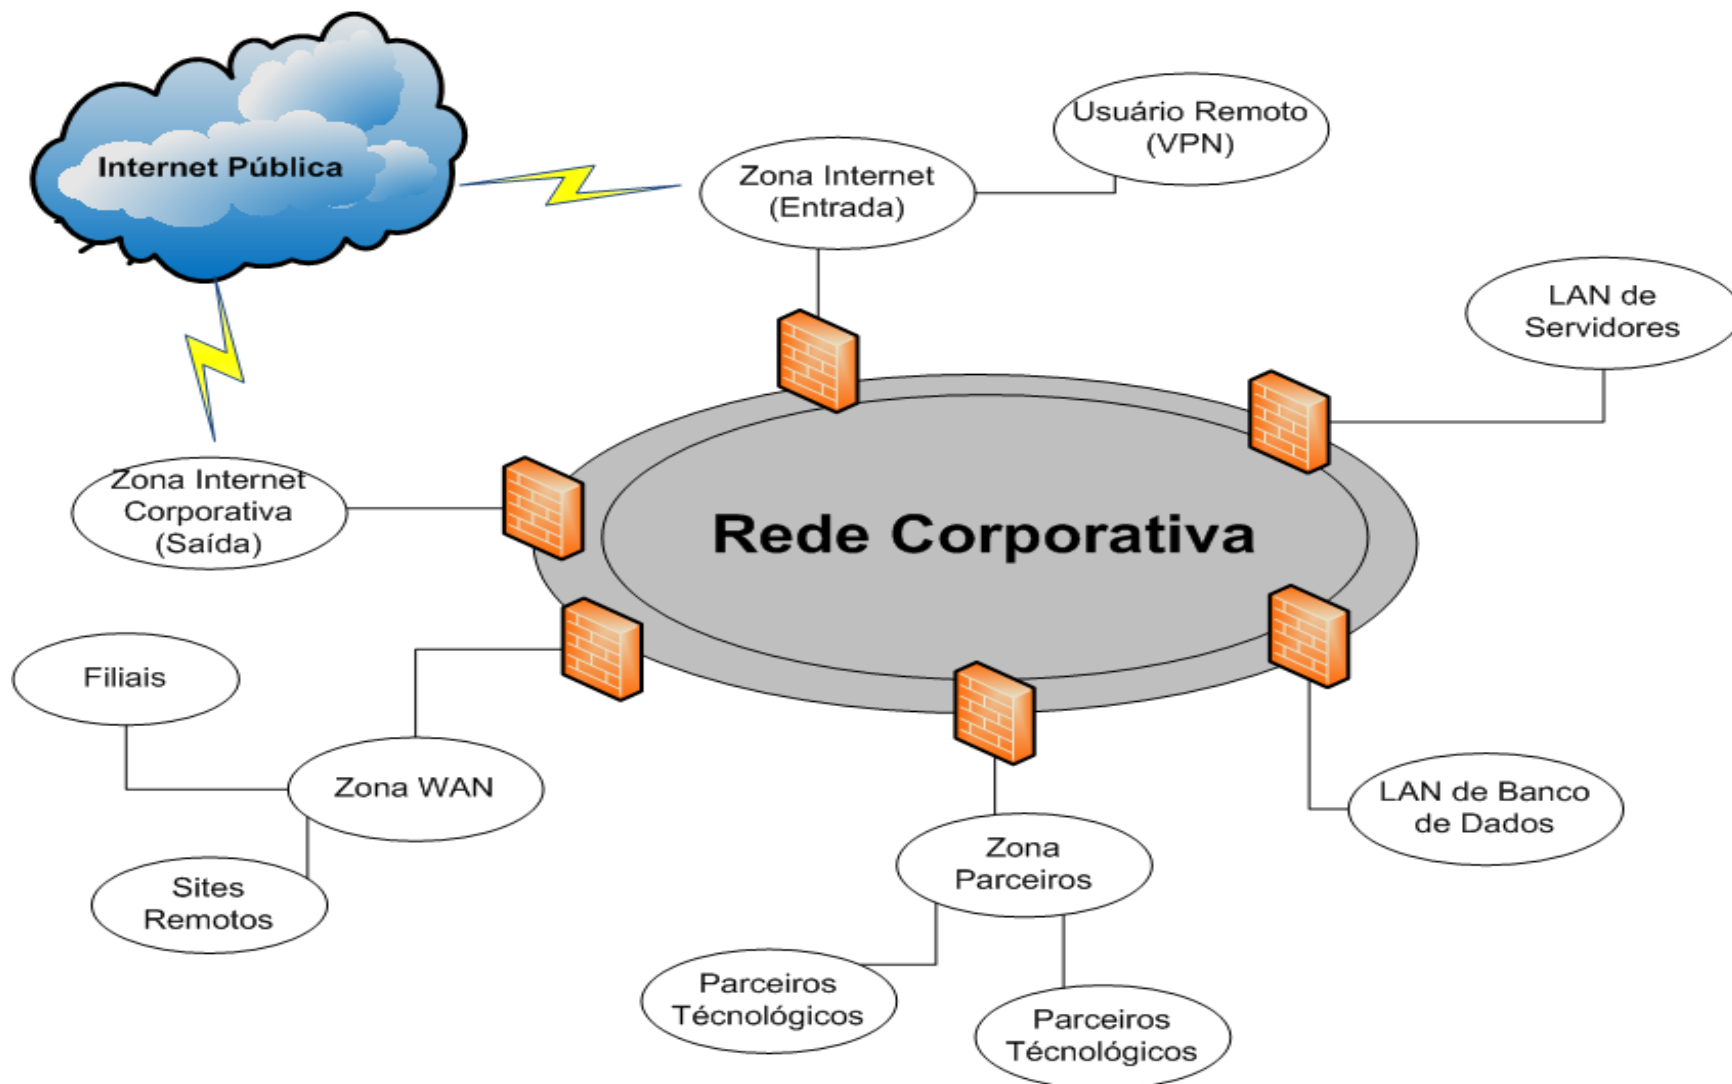 Internet Pública
Usuário Remoto
(VPN)
Zona Internet
(Entrada)
LAN de
Servidores
Zona Internet
Corporativa
(Saída)
Rede Corporativa
Filiais
Zona WAN
Sites
Remotos
LAN de Banco
de Dados
Zona
Parceiros
Parceiros
Técnológicos
Parceiros
Técnológicos